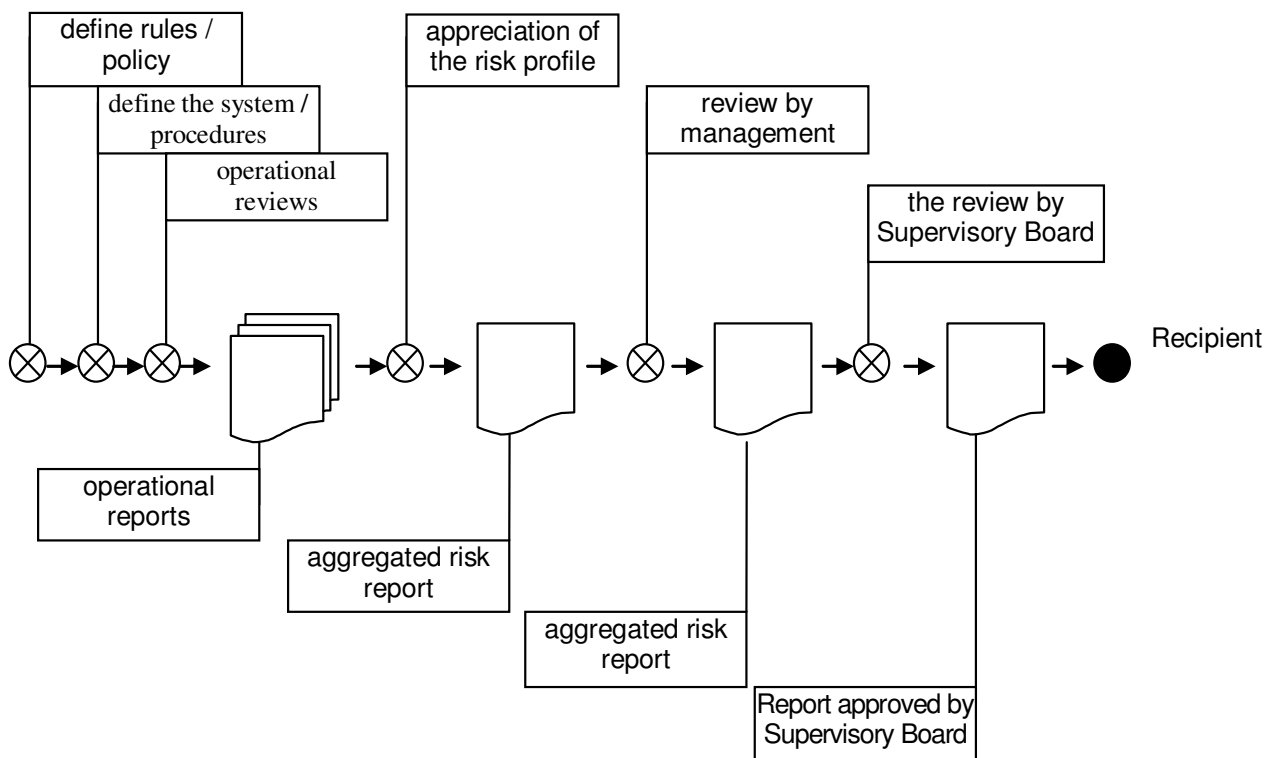 define rules /
policy
define the system /
procedures
operational
reviews
appreciation of
the risk profile
review by
management
the review by
Supervisory Board
Recipient
operational
reports
aggregated risk
report
aggregated risk
report
Report approved by
Supervisory Board